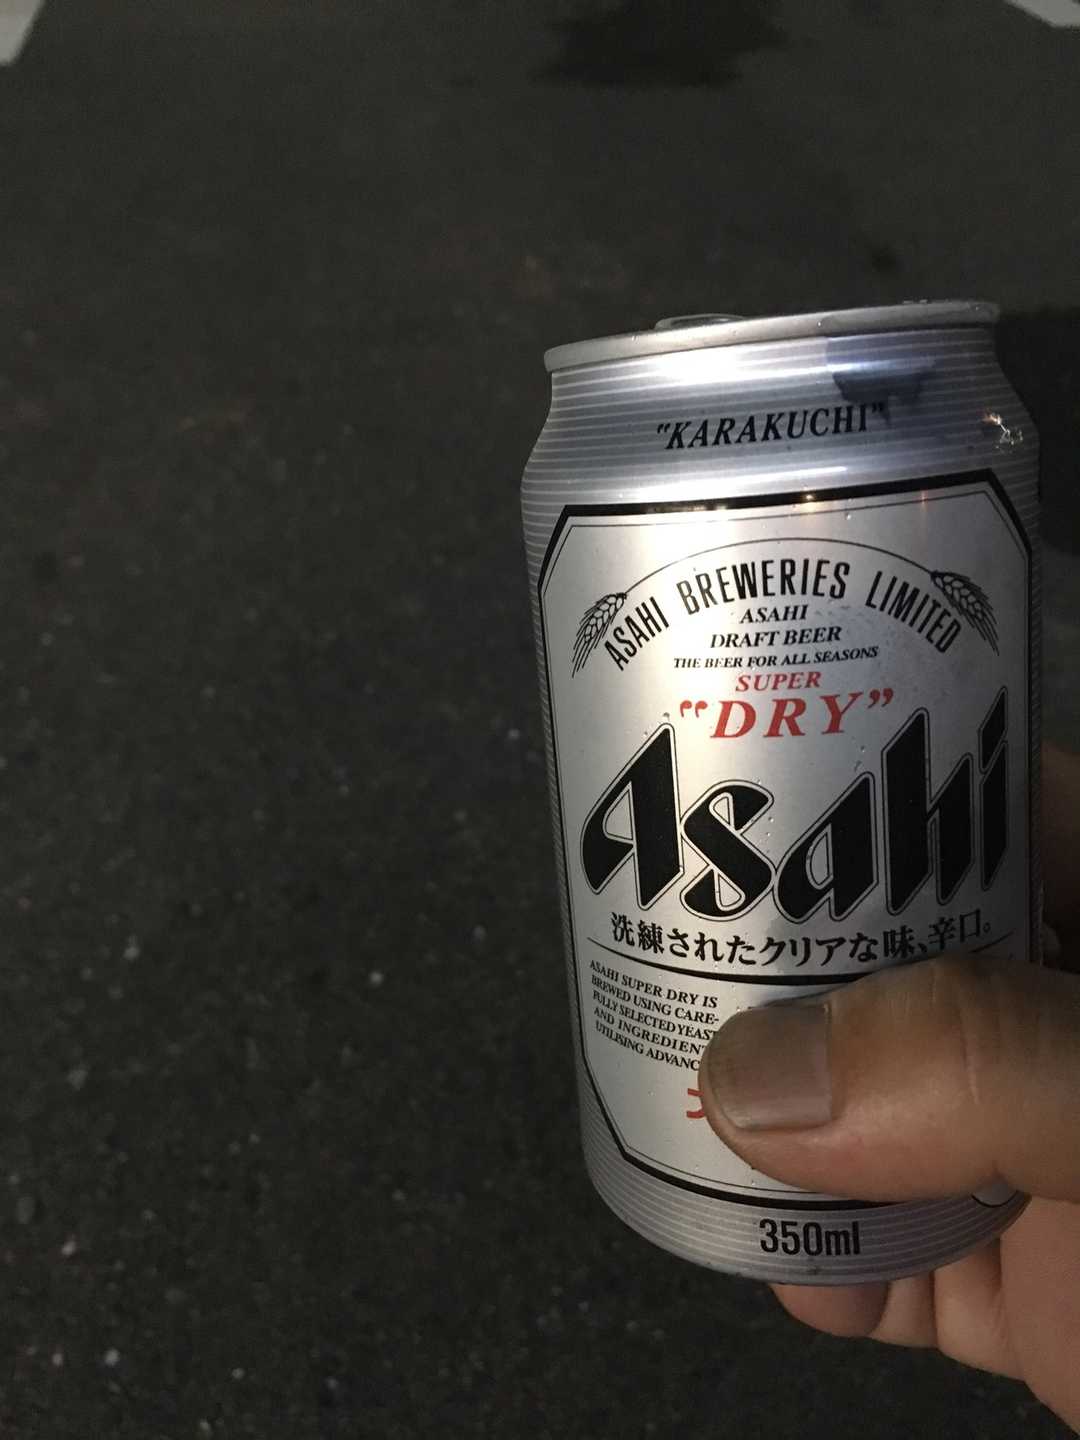 "KARAKUCHI"
ASAHI BREWERIES LIMITED
ASAHI
DRAFT BEER
THE BEER FOR ALL SEASONS
SUPER
"DRY"
Asahi
洗練されたクリアな味、辛口。
ASAHI SUPER DRY IS
BREWED USING CARE-
FULLY SELECTED YEAST
AND INGREDIENT
UTILISING ADVANC
350ml